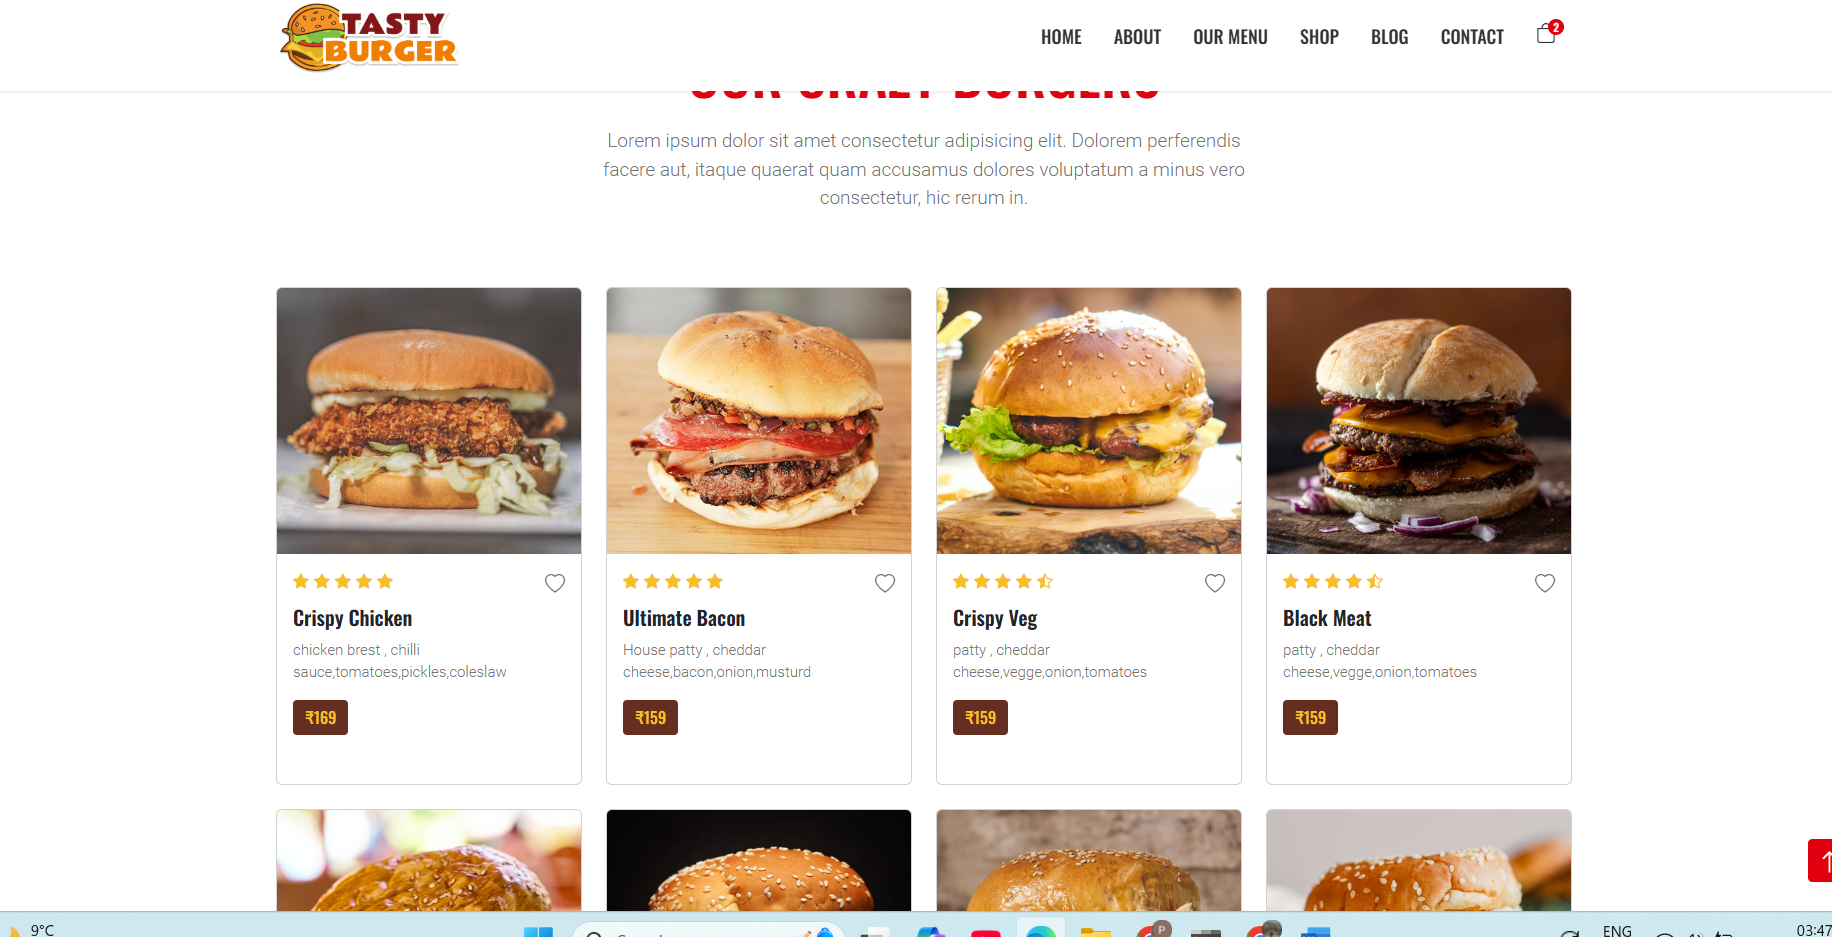 TASTY
BURGER
HOME ABOUT OUR MENU SHOP BLOG CONTACT 2
OUR CRAZY BURGERS
Lorem ipsum dolor sit amet consectetur adipisicing elit. Dolorem perferendis
facere aut, itaque quaerat quam accusamus dolores voluptatum a minus vero
consectetur, hic rerum in.
Crispy Chicken
chicken brest , chilli
sauce,tomatoes,pickles,coleslaw
₹169
Ultimate Bacon
House patty , cheddar
cheese,bacon,onion,musturd
₹159
Crispy Veg
patty , cheddar
cheese,vegge,onion,tomatoes
₹159
Black Meat
patty , cheddar
cheese,vegge,onion,tomatoes
₹159
9°C
P
ENG
03:47